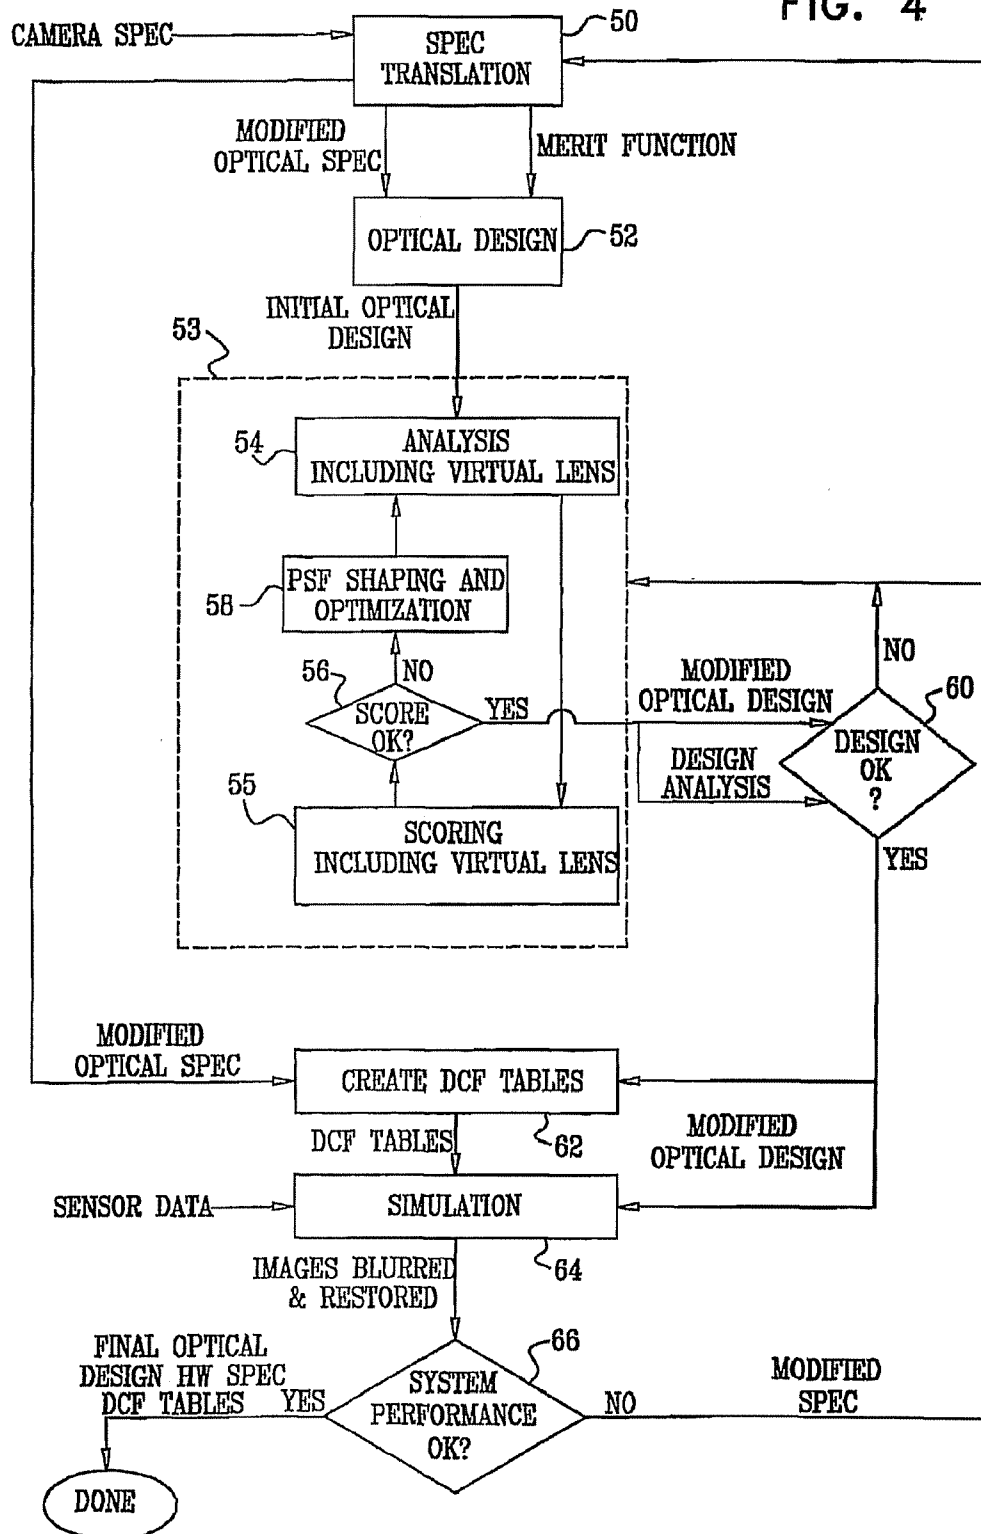 FIG. 4
CAMERA SPEC
50
SPEC
TRANSLATION
MODIFIED
OPTICAL SPEC
MERIT FUNCTION
OPTICAL DESIGN
52
INITIAL OPTICAL
DESIGN
53
54
ANALYSIS
INCLUDING VIRTUAL LENS
PSF SHAPING AND
OPTIMIZATION
58
NO
56
SCORE
OK?
YES
MODIFIED
OPTICAL DESIGN
DESIGN
ANALYSIS
NO
60
DESIGN
OK
?
YES
55
SCORING
INCLUDING VIRTUAL LENS
MODIFIED
OPTICAL SPEC
CREATE DCF TABLES
62
DCF TABLES
MODIFIED
OPTICAL DESIGN
SENSOR DATA
SIMULATION
64
IMAGES BLURRED
& RESTORED
66
FINAL OPTICAL
DESIGN HW SPEC
DCF TABLES
YES
SYSTEM
PERFORMANCE
OK?
NO
MODIFIED
SPEC
DONE